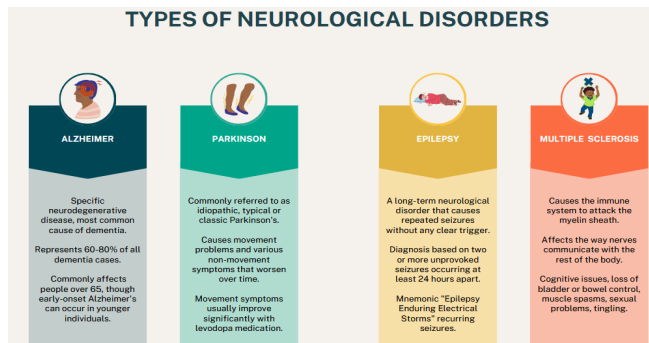 TYPES OF NEUROLOGICAL DISORDERS
ALZHEIMER
Specific
neurodegenerative
disease, most common
cause of dementia.
Represents 60-80% of all
dementia cases.
Commonly affects
people over 65, though
early-onset Alzheimer's
can occur in younger
individuals.
PARKINSON
Commonly referred to as
idiopathic, typical or
classic Parkinson's.
Causes movement
problems and various
non-movement
symptoms that worsen
over time.
Movement symptoms
usually improve
significantly with
levodopa medication.
EPILEPSY
A long-term neurological
disorder that causes
repeated seizures
without any clear trigger.
Diagnosis based on two
or more unprovoked
seizures occurring at
least 24 hours apart.
Mnemonic "Epilepsy
Enduring Electrical
Storms" recurring
seizures.
MULTIPLE SCLEROSIS
Causes the immune
system to attack the
myelin sheath.
Affects the way nerves
communicate with the
rest of the body.
Cognitive issues, loss of
bladder or bowel control,
muscle spasms, sexual
problems, tingling.